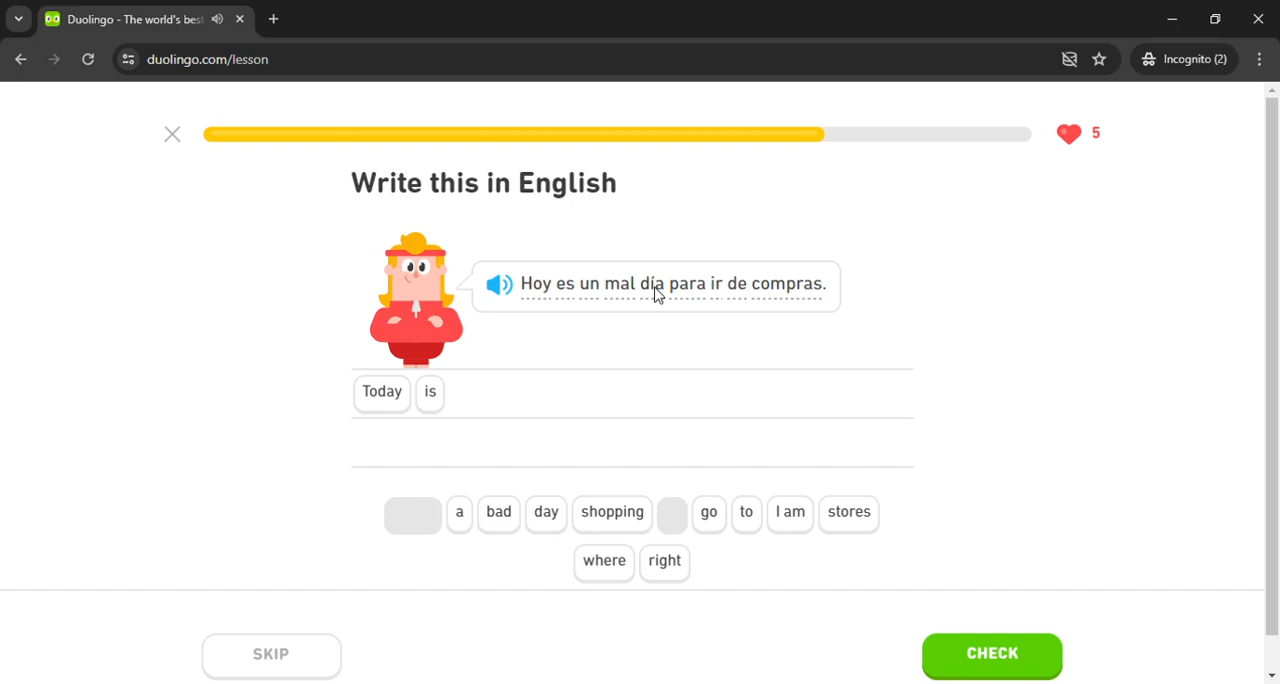 Duolingo - The world's bes
duolingo.com/lesson
Incognito (2)
5
Write this in English
Hoy es un mal día para ir de compras.
Today is
a bad day shopping go to I am stores
where right
SKIP
CHECK